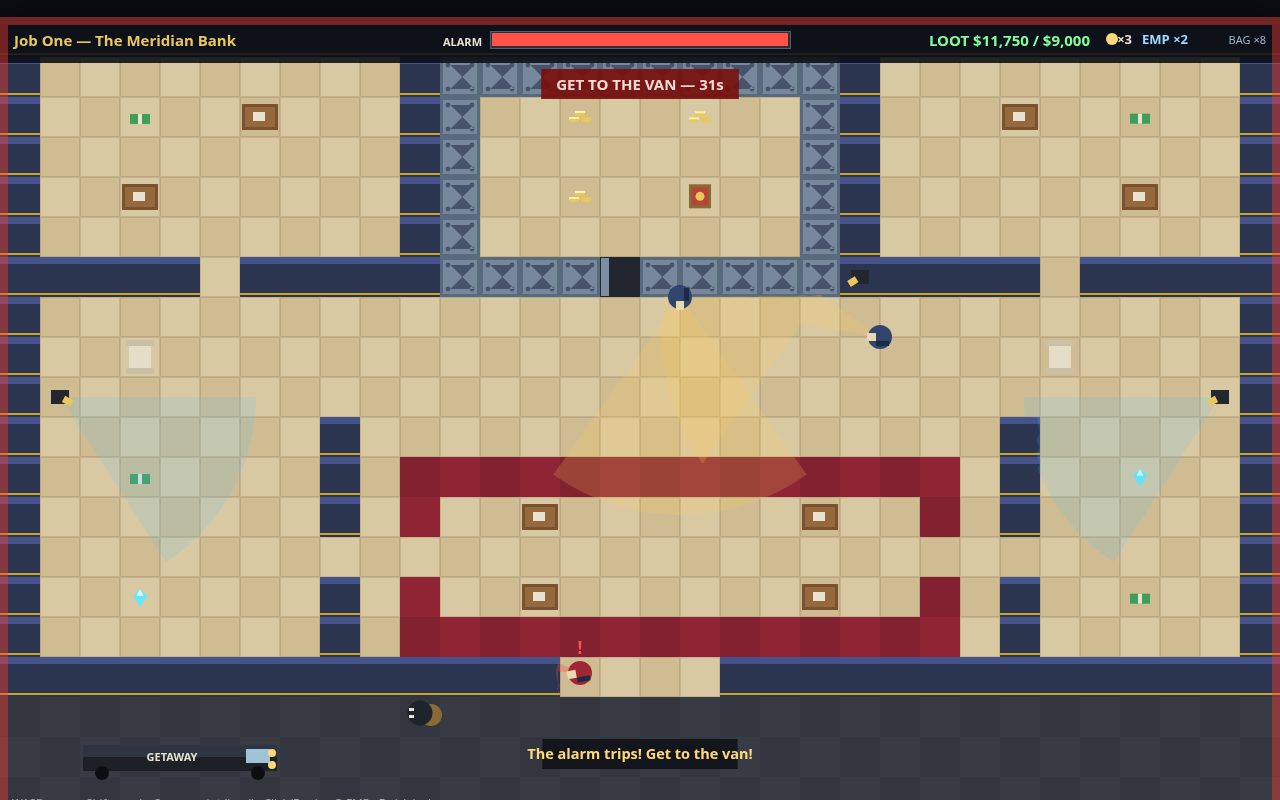 Job One — The Meridian Bank
ALARM
LOOT $11,750 / $9,000
×3
EMP ×2
BAG ×8
GET TO THE VAN — 31s
!
GETAWAY
The alarm trips! Get to the van!